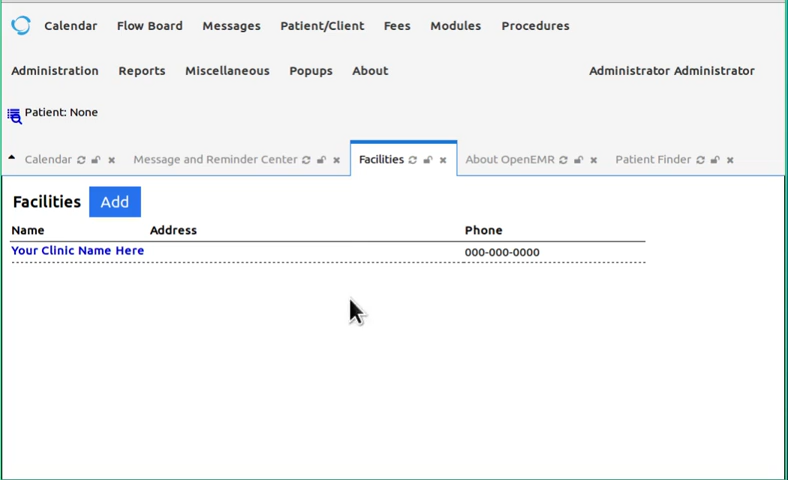 Calendar Flow Board Messages Patient/Client Fees Modules Procedures
Administration Reports Miscellaneous Popups About Administrator Administrator
Patient: None
Calendar Message and Reminder Center Facilities About OpenEMR Patient Finder
Facilities Add
Name Address Phone
Your Clinic Name Here 000-000-0000